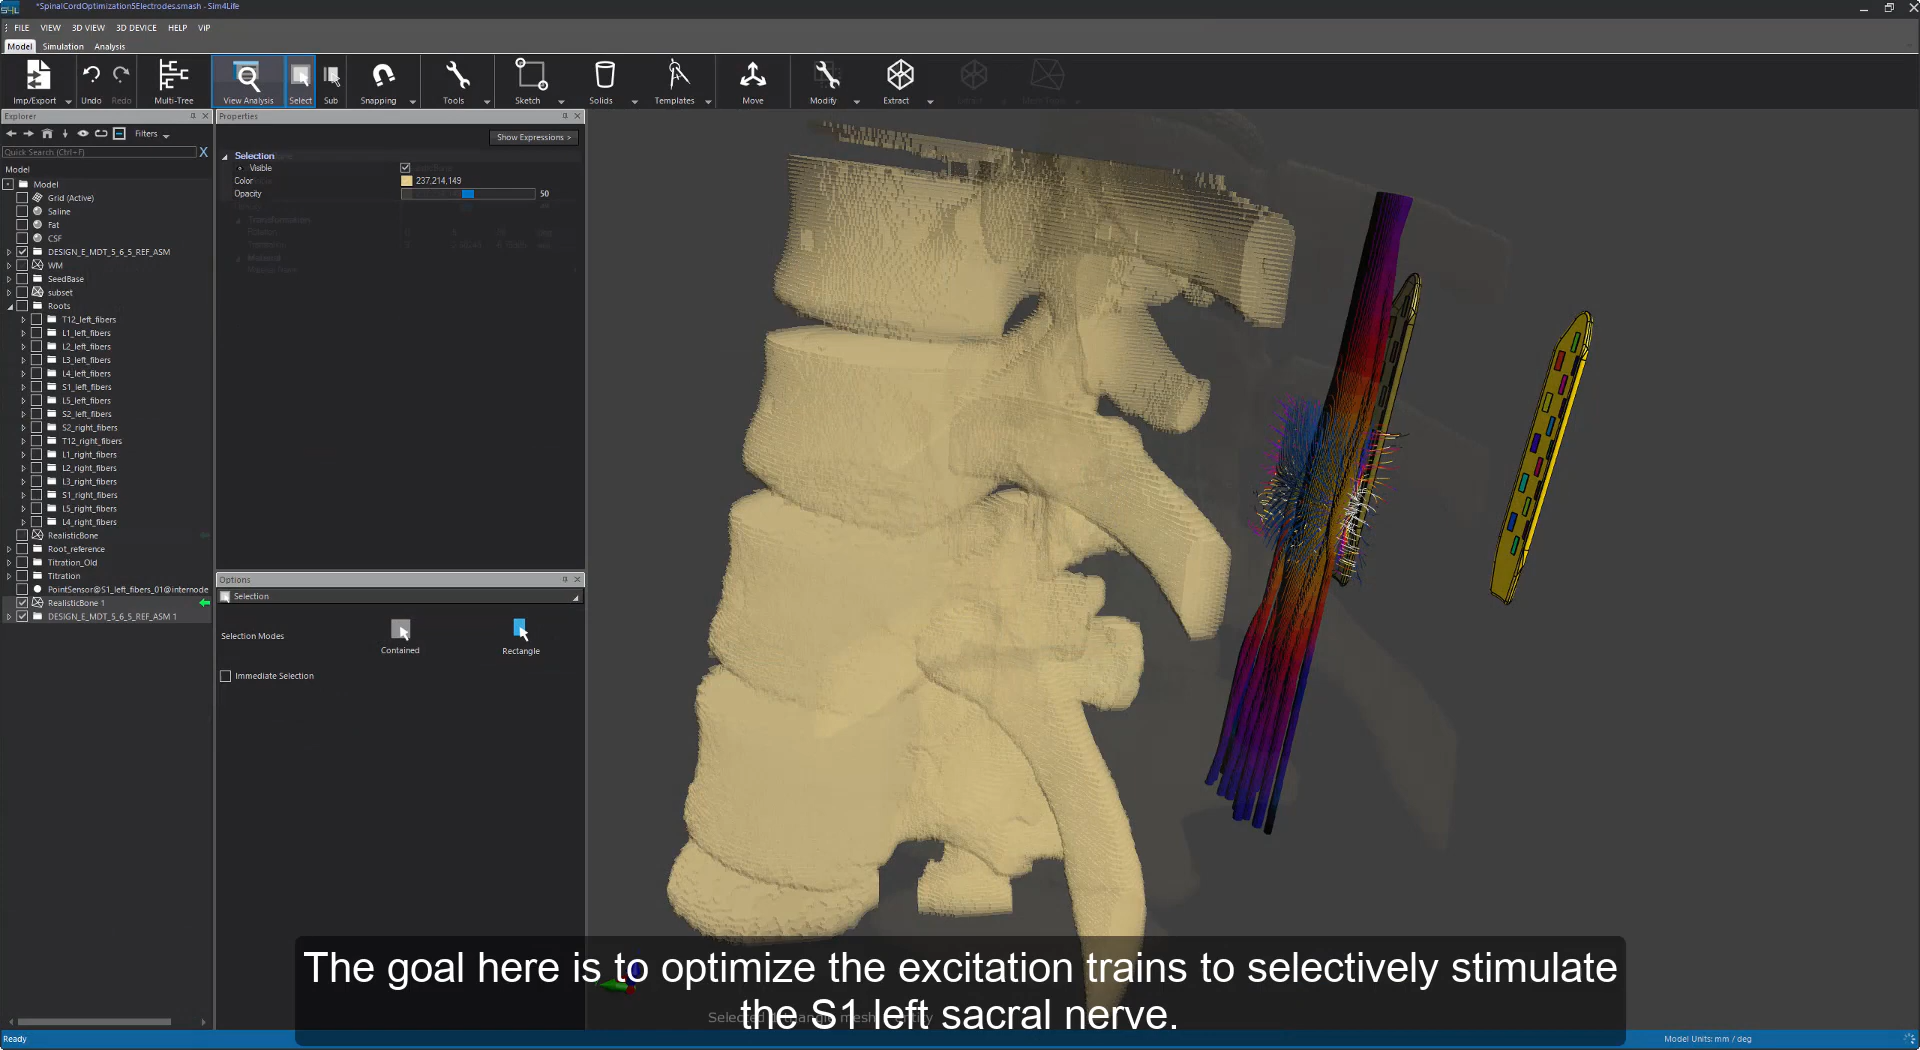 *SpinalCordOptimization5Electrodes.smash - Sim4Life
FILE VIEW 3D VIEW 3D DEVICE HELP VIP
Model Simulation Analysis
Imp/Export Undo Redo Multi-Tree View Analysis Select Sub Snapping Tools Sketch Solids Templates Move Modify Extract
Explorer
Filters
Quick Search (Ctrl+F)
X
Model
Model
Grid (Active)
Saline
Fat
CSF
DESIGN_E_MDT_5_6_5_REF_ASM
WM
SeedBase
subset
Roots
T12_left_fibers
L1_left_fibers
L2_left_fibers
L3_left_fibers
L4_left_fibers
S1_left_fibers
L5_left_fibers
S2_left_fibers
S2_right_fibers
T12_right_fibers
L1_right_fibers
L2_right_fibers
L3_right_fibers
S1_right_fibers
L5_right_fibers
L4_right_fibers
RealisticBone
Root_reference
Titration_Old
Titration
PointSensor@S1_left_fibers_01@internode
RealisticBone 1
DESIGN_E_MDT_5_6_5_REF_ASM 1
Properties
Show Expressions >
Selection
Visible
Color 237,214,149
Opacity 50
Options
Selection
Selection Modes
Contained
Rectangle
Immediate Selection
The goal here is to optimize the excitation trains to selectively stimulate
the S1 left sacral nerve.
Ready
Model Units: mm / deg